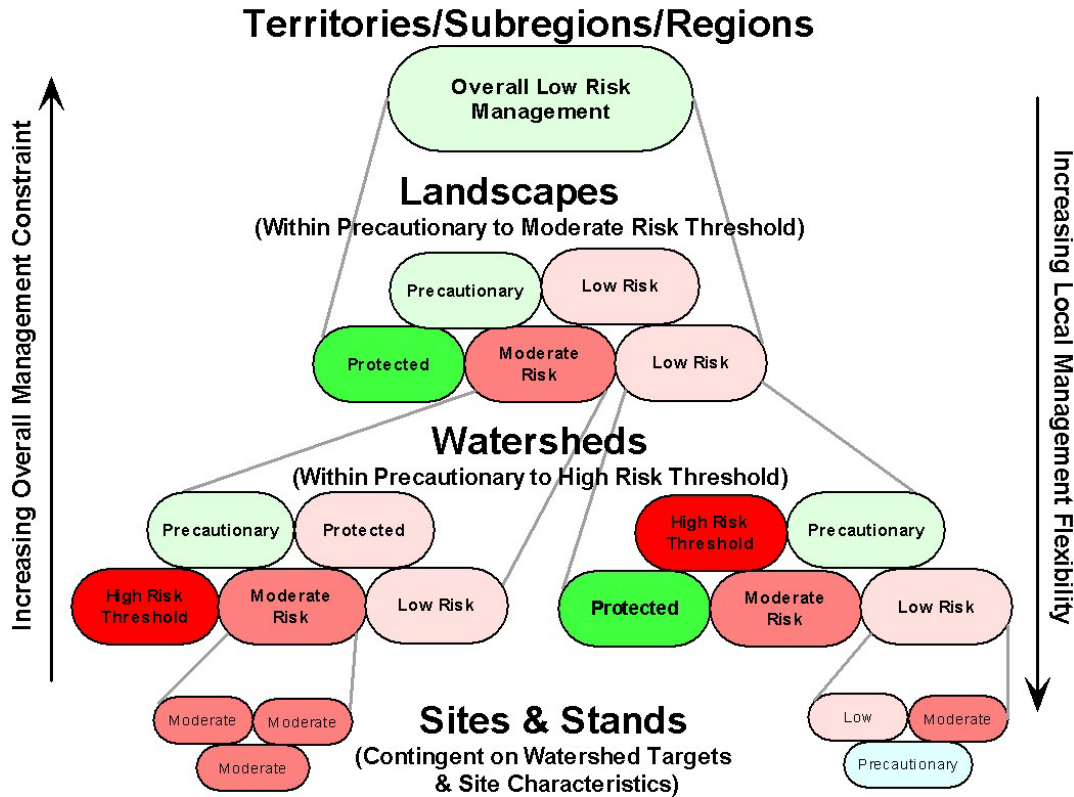 Territories/Subregions/Regions
Overall Low Risk
Management
Increasing Overall Management Constraint
Increasing Local Management Flexibility
Landscapes
(Within Precautionary to Moderate Risk Threshold)
Precautionary
Low Risk
Protected
Moderate
Risk
Low Risk
Watersheds
(Within Precautionary to High Risk Threshold)
Precautionary
Protected
High Risk
Threshold
Moderate
Risk
Low Risk
High Risk
Threshold
Precautionary
Protected
Moderate
Risk
Low Risk
Moderate
Moderate
Moderate
Sites & Stands
(Contingent on Watershed Targets
& Site Characteristics)
Low
Moderate
Precautionary